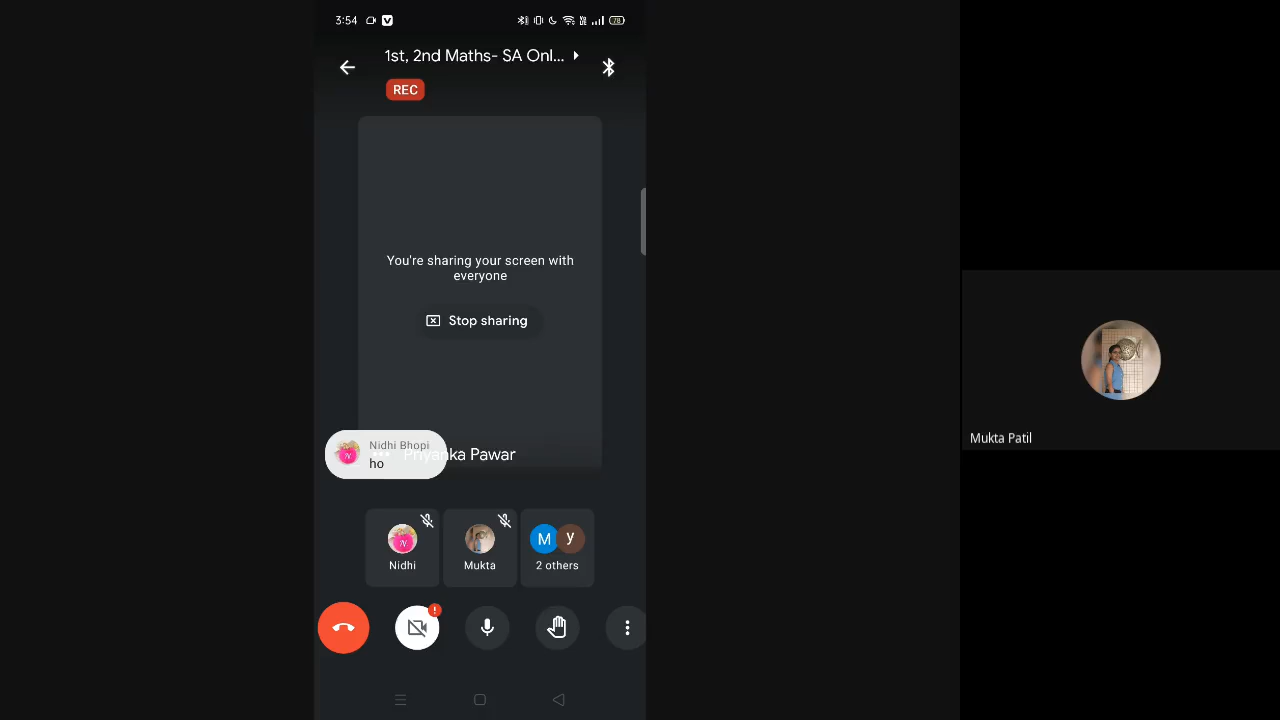 3:54
78
1st, 2nd Maths- SA Onl...
REC
You're sharing your screen with
everyone
Stop sharing
Nidhi Bhopi
ho
Priyanka Pawar
Nidhi
Mukta
M y
2 others
Mukta Patil